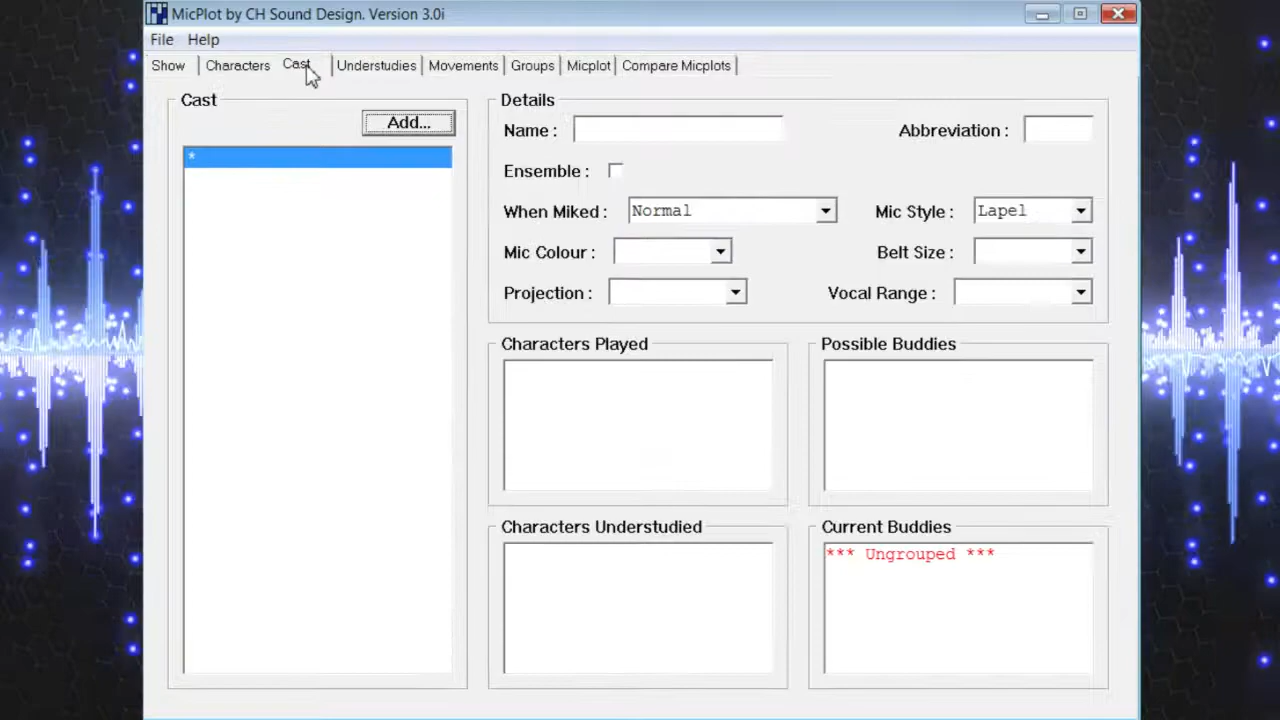 MicPlot by CH Sound Design. Version 3.0i
File Help
Show Characters Cast Understudies Movements Groups Micplot Compare Micplots
Cast
Add...
*
Details
Name :
Abbreviation :
Ensemble :
When Miked : Normal
Mic Style : Lapel
Mic Colour :
Belt Size :
Projection :
Vocal Range :
Characters Played
Possible Buddies
Characters Understudied
Current Buddies
*** Ungrouped ***